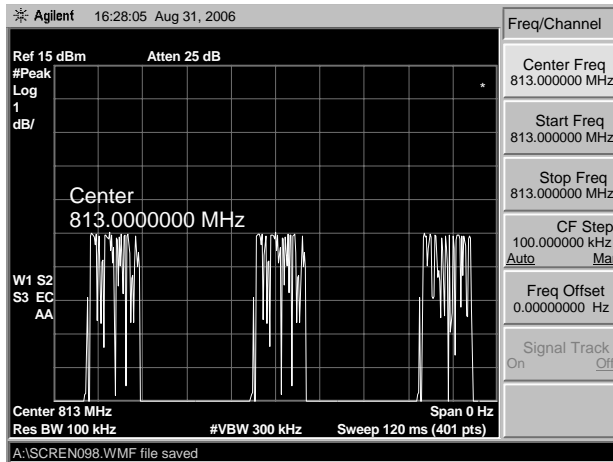 Agilent 16:28:05 Aug 31, 2006
Freq/Channel
Ref 15 dBm Atten 25 dB
#Peak
Log
1
dB/
*
Center
813.0000000 MHz
W1 S2
S3 EC
AA
Center 813 MHz Span 0 Hz
Res BW 100 kHz #VBW 300 kHz Sweep 120 ms (401 pts)
A:\SCREN098.WMF file saved
Center Freq
813.000000 MHz
Start Freq
813.000000 MHz
Stop Freq
813.000000 MHz
CF Step
100.000000 kHz
Auto Ma
Freq Offset
0.00000000 Hz
Signal Track
On Off